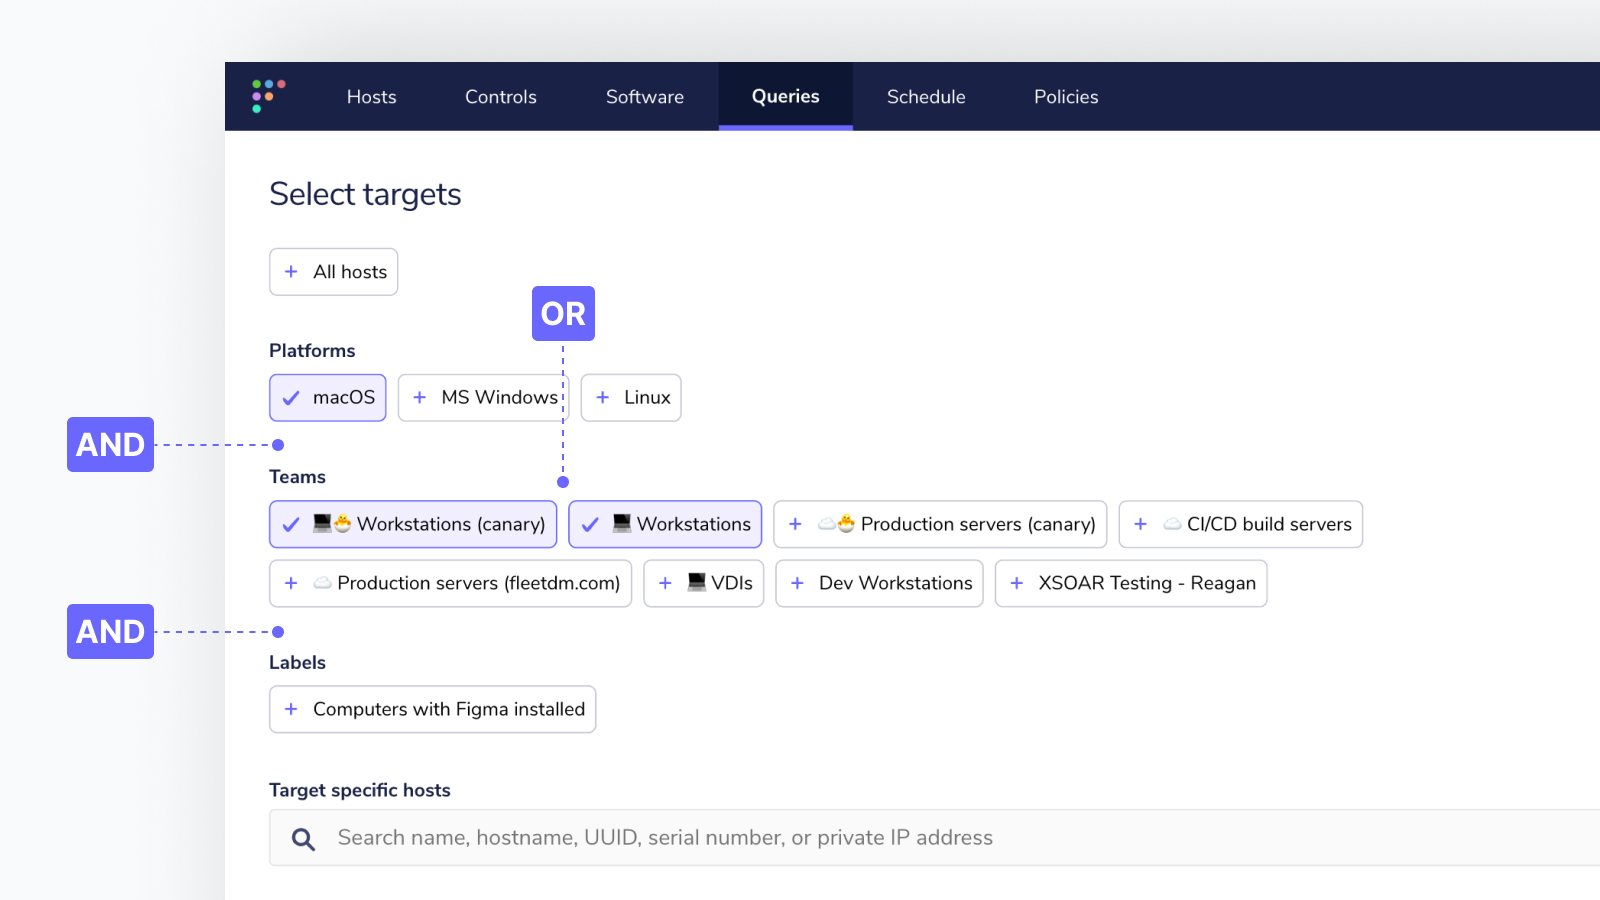 Hosts Controls Software Queries Schedule Policies
Select targets
All hosts
OR
Platforms
macOS MS Windows Linux
AND
Teams
Workstations (canary) Workstations Production servers (canary) CI/CD build servers
Production servers (fleetdm.com) VDIs Dev Workstations XSOAR Testing - Reagan
AND
Labels
Computers with Figma installed
Target specific hosts
Search name, hostname, UUID, serial number, or private IP address